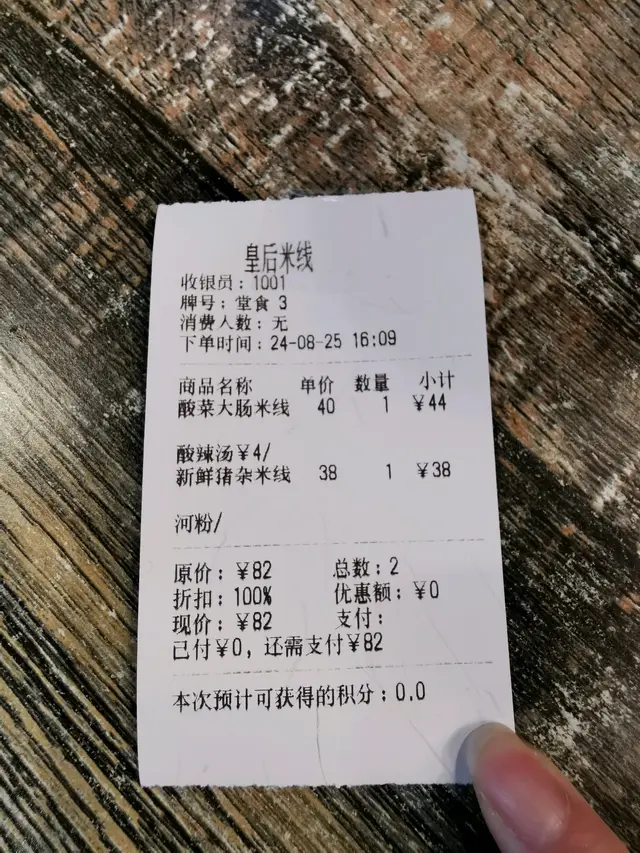 皇后米线
收银员：1001
牌号：堂食 3
消费人数：无
下单时间：24-08-25 16:09
商品名称 单价 数量 小计
酸菜大肠米线 40 1 ￥44
酸辣汤￥4/
新鲜猪杂米线 38 1 ￥38
河粉/
原价：￥82 总数：2
折扣：100% 优惠额：￥0
现价：￥82 支付：
已付￥0，还需支付￥82
本次预计可获得的积分：0.0